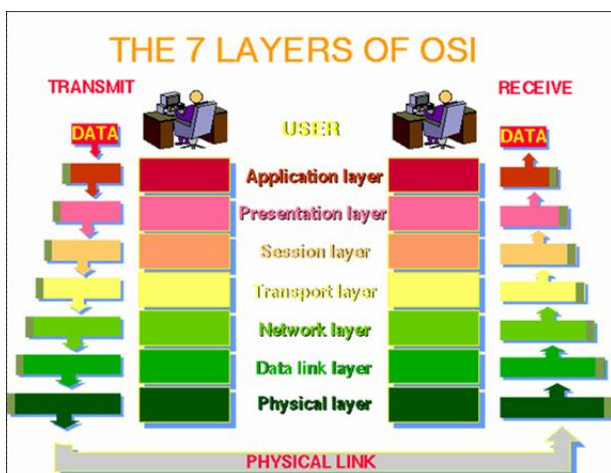 THE 7 LAYERS OF OSI
TRANSMIT
RECEIVE
USER
DATA
DATA
Application layer
Presentation layer
Session layer
Transport layer
Network layer
Data link layer
Physical layer
PHYSICAL LINK